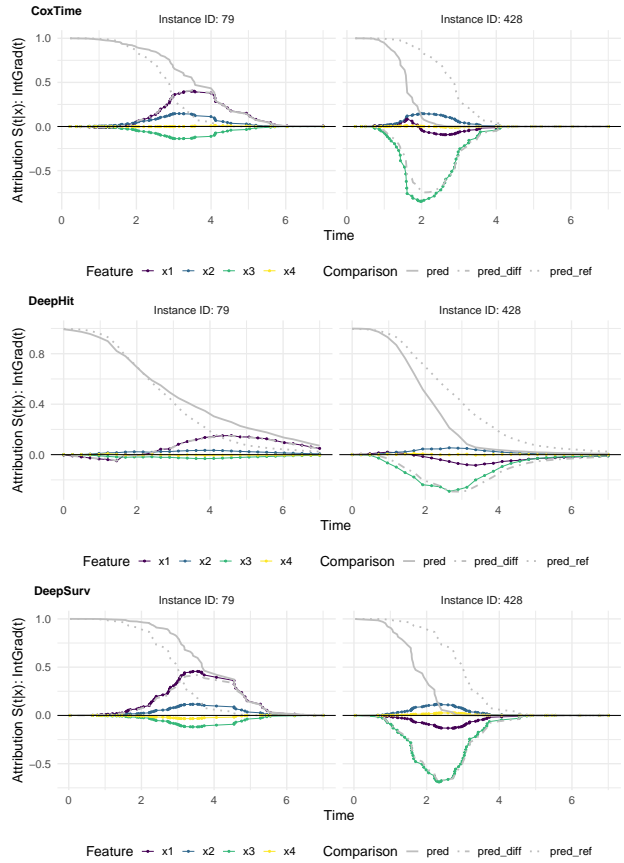 CoxTime
Instance ID: 79
Instance ID: 428
Attribution S(t|x): IntGrad(t)
1.0
0.5
0.0
−0.5
0 2 4 6 0 2 4 6
Time
Feature x1 x2 x3 x4 Comparison pred pred_diff pred_ref
DeepHit
Instance ID: 79
Instance ID: 428
Attribution S(t|x): IntGrad(t)
0.8
0.4
0.0
0 2 4 6 0 2 4 6
Time
Feature x1 x2 x3 x4 Comparison pred pred_diff pred_ref
DeepSurv
Instance ID: 79
Instance ID: 428
Attribution S(t|x): IntGrad(t)
1.0
0.5
0.0
−0.5
0 2 4 6 0 2 4 6
Time
Feature x1 x2 x3 x4 Comparison pred pred_diff pred_ref